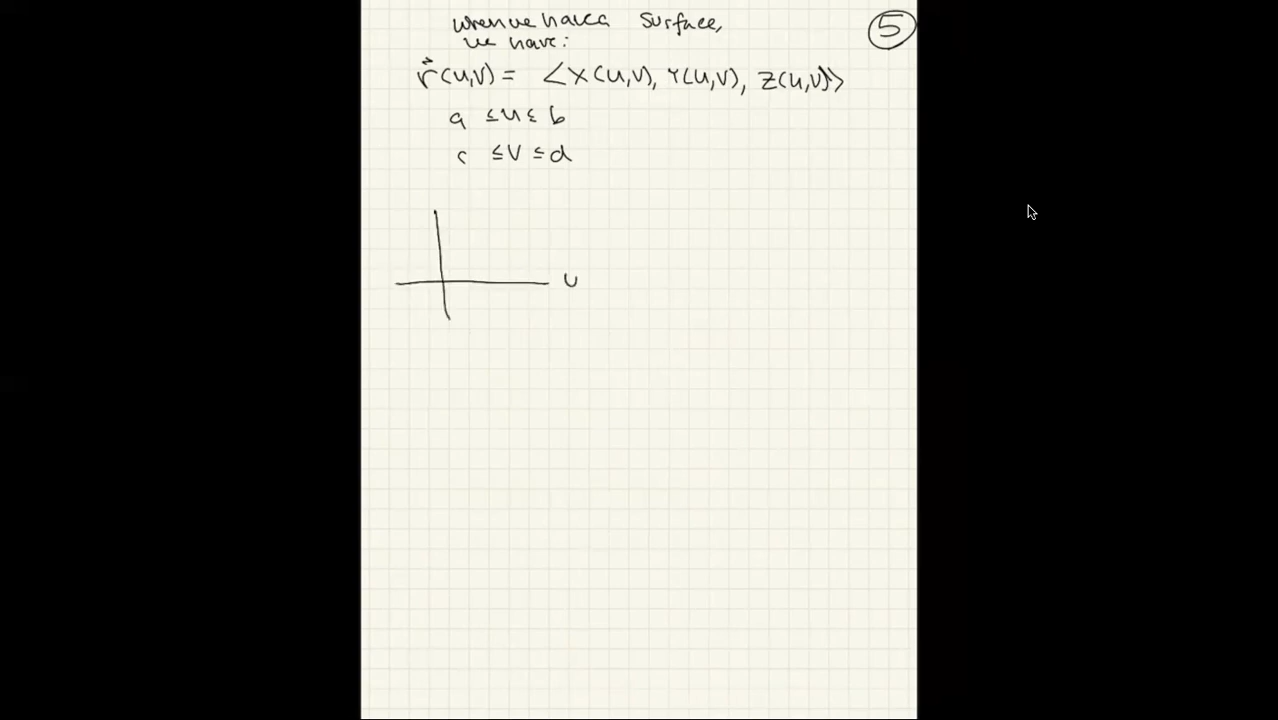 when we have a surface,
we have:
5
r⃗(u,v) = <x(u,v), y(u,v), z(u,v)>
a ≤ u ≤ b
c ≤ v ≤ d
u